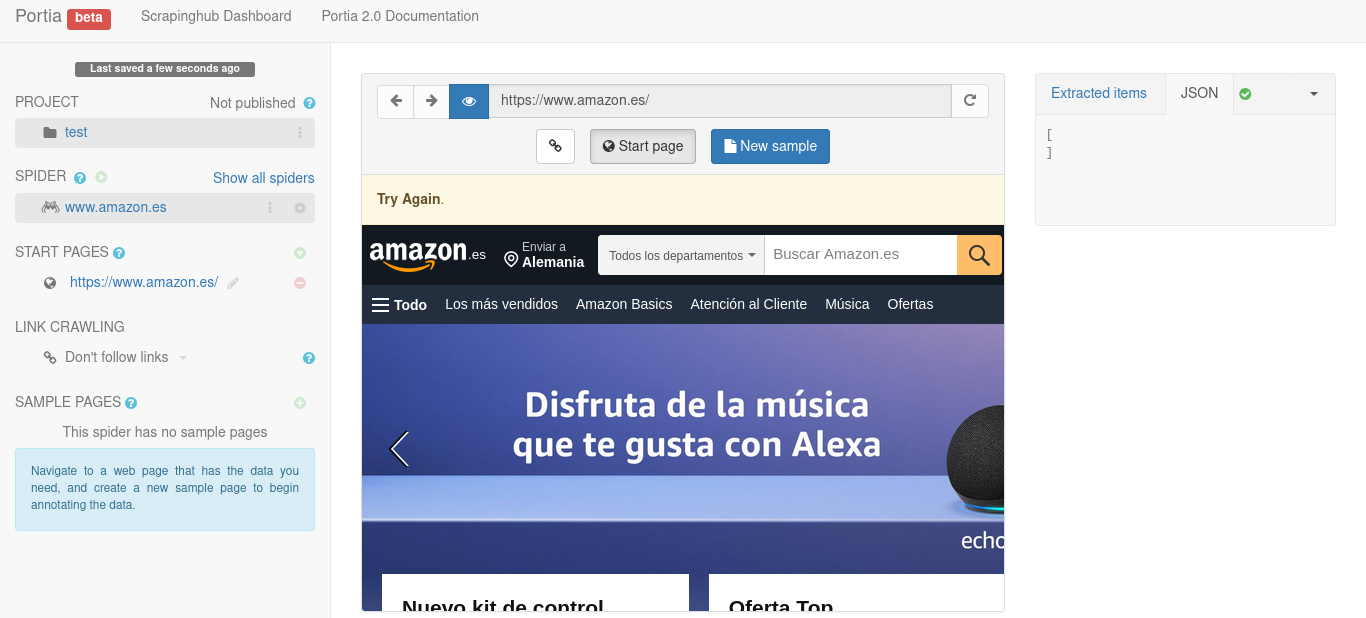 Portia beta Scrapinghub Dashboard Portia 2.0 Documentation
Last saved a few seconds ago
PROJECT Not published
test
SPIDER Show all spiders
www.amazon.es
START PAGES
https://www.amazon.es/
LINK CRAWLING
Don't follow links
SAMPLE PAGES
This spider has no sample pages
Navigate to a web page that has the data you
need, and create a new sample page to begin
annotating the data.
https://www.amazon.es/
Start page New sample
Try Again.
amazon.es
Enviar a
Alemania
Todos los departamentos Buscar Amazon.es
Todo Los más vendidos Amazon Basics Atención al Cliente Música Ofertas
Disfruta de la música
que te gusta con Alexa
echo
Nuevo kit de control Oferta Top
Extracted items JSON
[
]